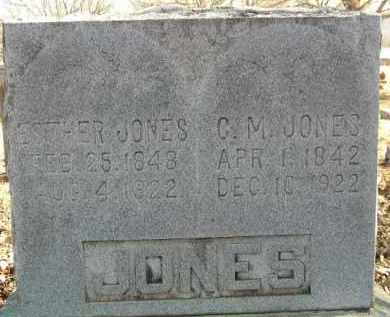 ESTHER JONES
FEB 25, 1848
AUG 4, 1922
C. M. JONES
APR. 1, 1842
DEC. 10, 1922
JONES